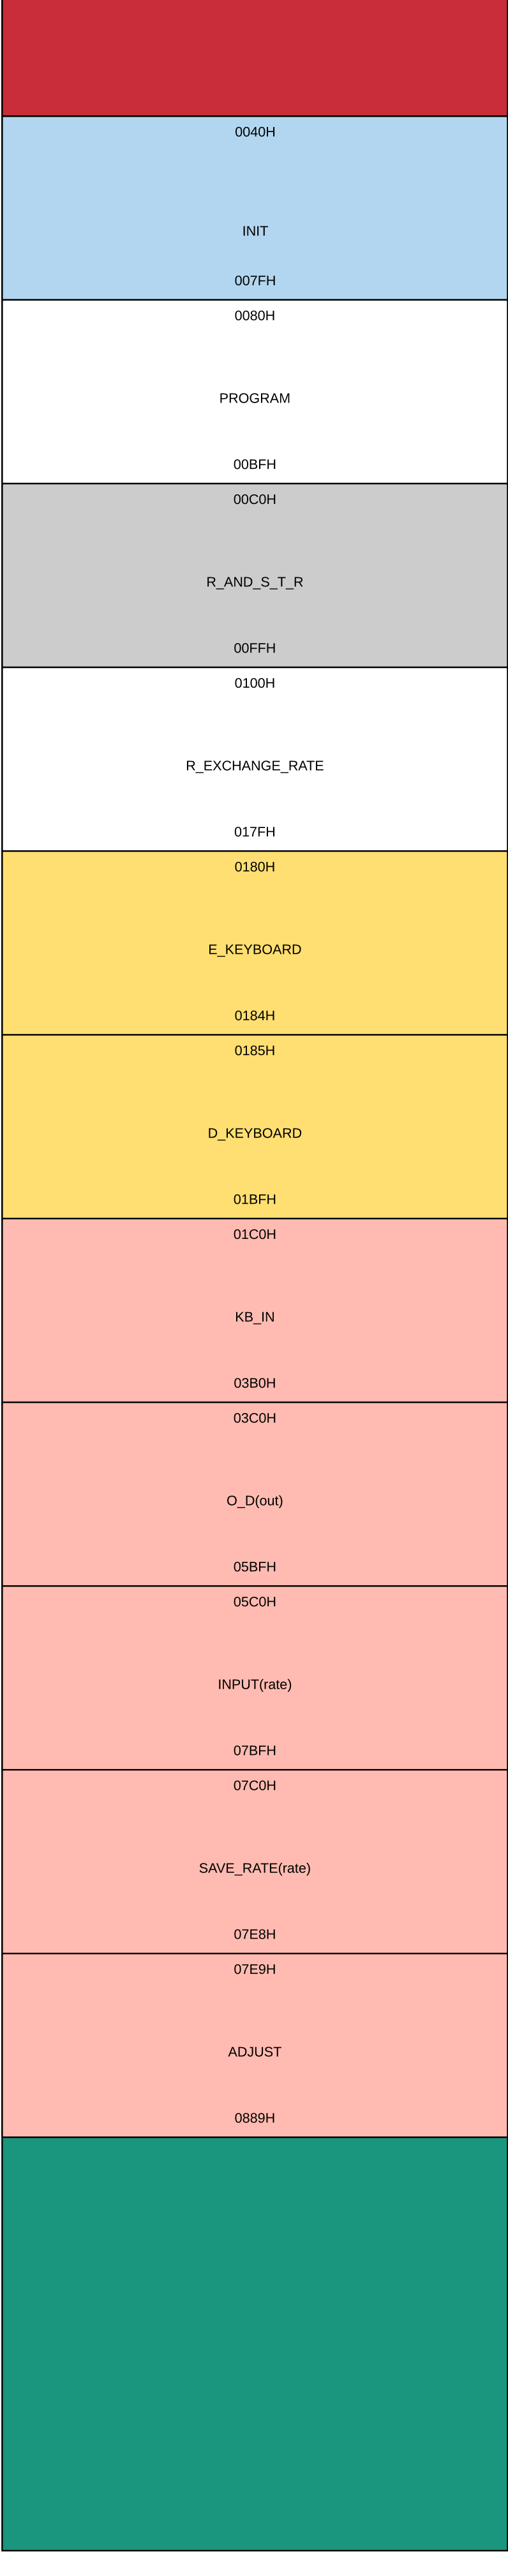 0040H
INIT
007FH
0080H
PROGRAM
00BFH
00C0H
R_AND_S_T_R
00FFH
0100H
R_EXCHANGE_RATE
017FH
0180H
E_KEYBOARD
0184H
0185H
D_KEYBOARD
01BFH
01C0H
KB_IN
03B0H
03C0H
O_D(out)
05BFH
05C0H
INPUT(rate)
07BFH
07C0H
SAVE_RATE(rate)
07E8H
07E9H
ADJUST
0889H